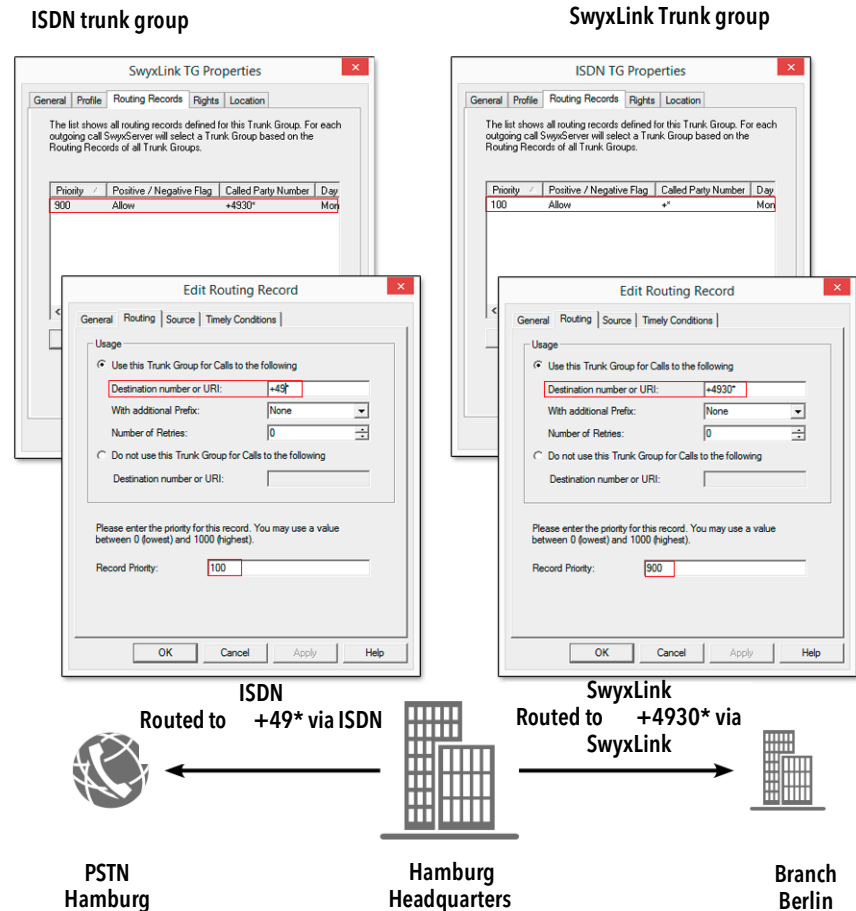 ISDN trunk group
SwyxLink Trunk group
SwyxLink TG Properties
General Profile Routing Records Rights Location
The list shows all routing records defined for this Trunk Group. For each
outgoing call SwyxServer will select a Trunk Group based on the
Routing Records of all Trunk Groups.
Priority Positive / Negative Flag Called Party Number Day
900 Allow +4930* Mon
Edit Routing Record
General Routing Source Timely Conditions
Usage
Use this Trunk Group for Calls to the following
Destination number or URI: +49*
With additional Prefix: None
Number of Retries: 0
Do not use this Trunk Group for Calls to the following
Destination number or URI:
Please enter the priority for this record. You may use a value
between 0 (lowest) and 1000 (highest).
Record Priority: 100
OK Cancel Apply Help
ISDN TG Properties
General Profile Routing Records Rights Location
The list shows all routing records defined for this Trunk Group. For each
outgoing call SwyxServer will select a Trunk Group based on the
Routing Records of all Trunk Groups.
Priority Positive / Negative Flag Called Party Number Day
100 Allow +* Mon
Edit Routing Record
General Routing Source Timely Conditions
Usage
Use this Trunk Group for Calls to the following
Destination number or URI: +4930*
With additional Prefix: None
Number of Retries: 0
Do not use this Trunk Group for Calls to the following
Destination number or URI:
Please enter the priority for this record. You may use a value
between 0 (lowest) and 1000 (highest).
Record Priority: 900
OK Cancel Apply Help
ISDN
Routed to +49* via ISDN
SwyxLink
Routed to +4930* via
SwyxLink
PSTN
Hamburg
Hamburg
Headquarters
Branch
Berlin